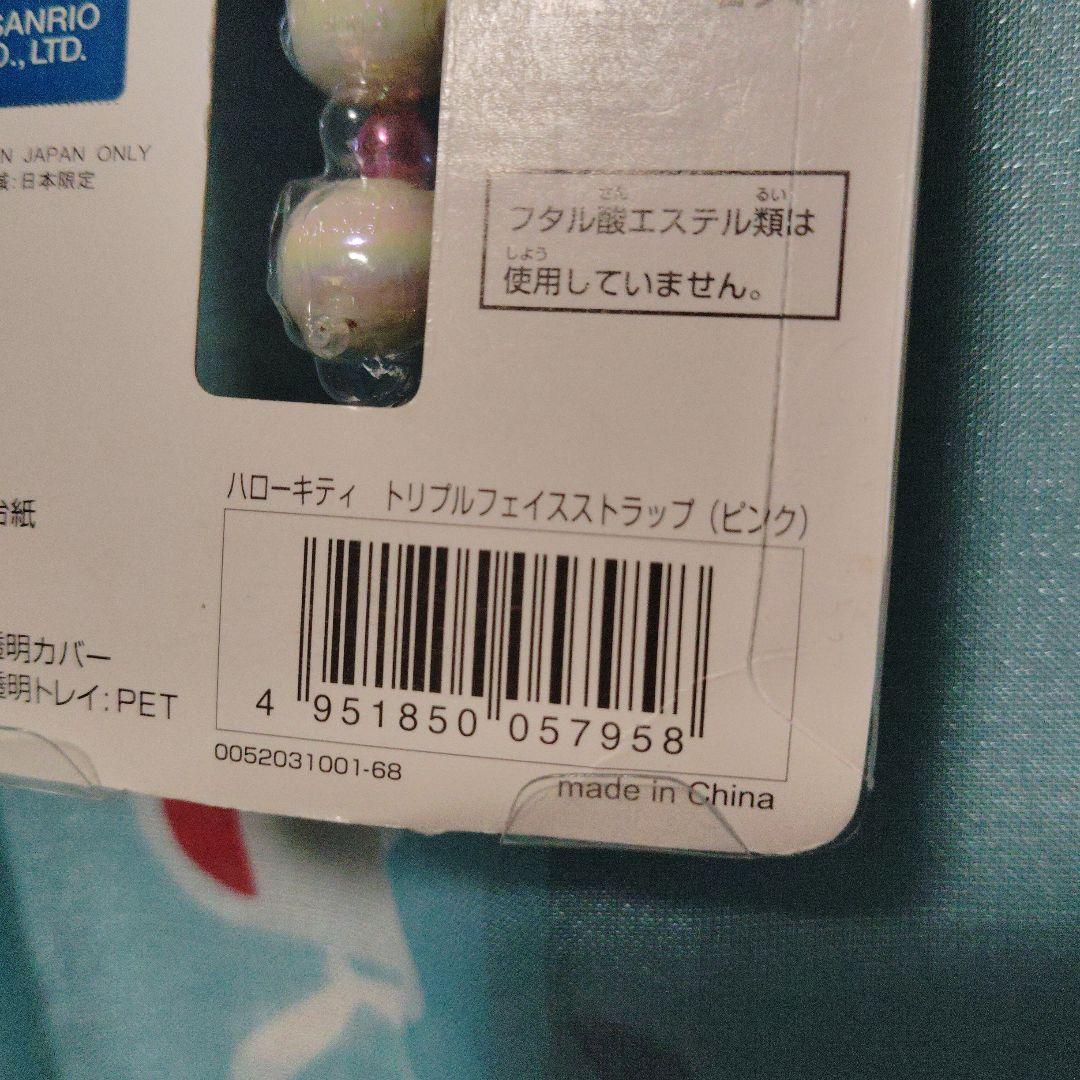 SANRIO
O., LTD.
IN JAPAN ONLY
域:日本限定
さん るい
フタル酸エステル類は
しよう
使用していません。
台紙
ハローキティ トリプルフェイスストラップ(ピンク)
透明カバー
透明トレイ:PET
4 951850 057958
0052031001-68
made in China